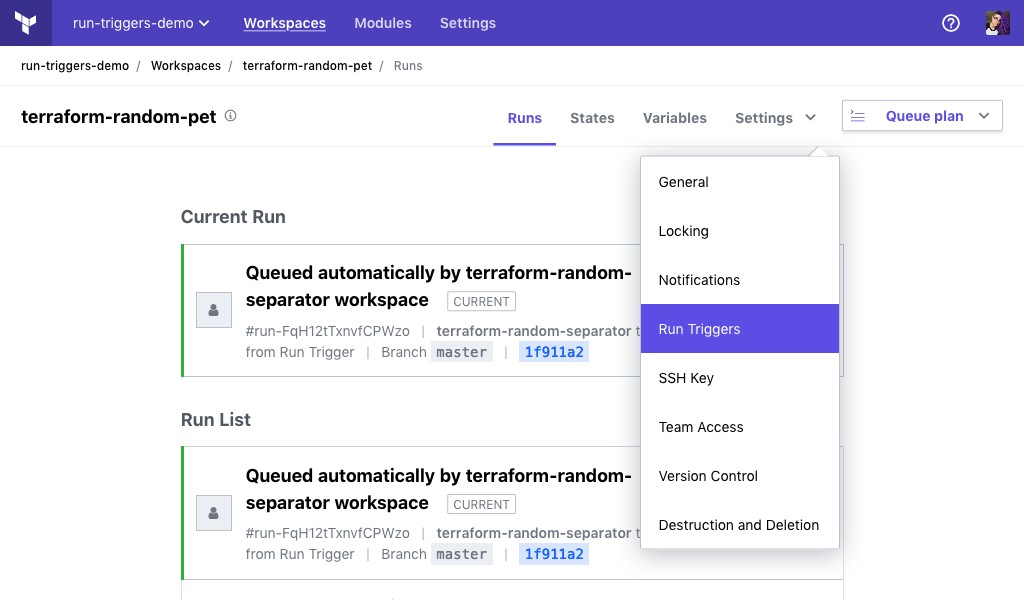 run-triggers-demo Workspaces Modules Settings
run-triggers-demo / Workspaces / terraform-random-pet / Runs
terraform-random-pet Runs States Variables Settings Queue plan
General
Locking
Notifications
Run Triggers
SSH Key
Team Access
Version Control
Destruction and Deletion
Current Run
Queued automatically by terraform-random-
separator workspace CURRENT
#run-FqH12tTxnvfCPWzo | terraform-random-separator t
from Run Trigger | Branch master | 1f911a2
Run List
Queued automatically by terraform-random-
separator workspace CURRENT
#run-FqH12tTxnvfCPWzo | terraform-random-separator t
from Run Trigger | Branch master | 1f911a2